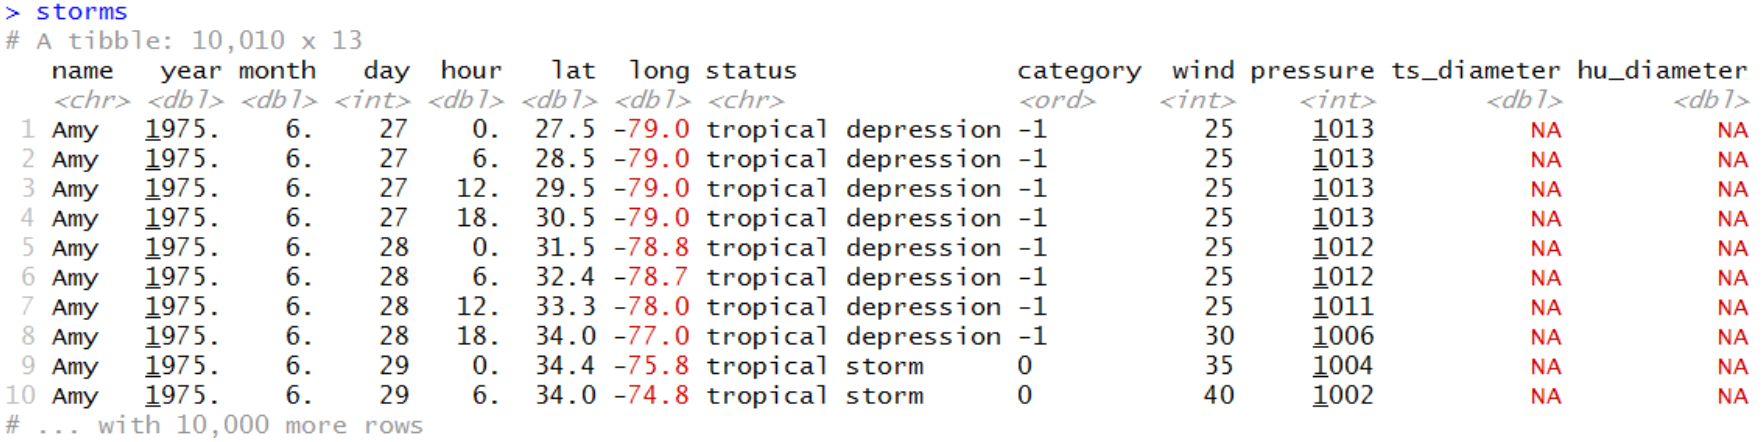 > storms
# A tibble: 10,010 x 13
name year month day hour lat long status category wind pressure ts_diameter hu_diameter
<chr> <dbl> <dbl> <int> <dbl> <dbl> <dbl> <chr> <ord> <int> <int> <dbl> <dbl>
1 Amy 1975. 6. 27 0. 27.5 -79.0 tropical depression -1 25 1013 NA NA
2 Amy 1975. 6. 27 6. 28.5 -79.0 tropical depression -1 25 1013 NA NA
3 Amy 1975. 6. 27 12. 29.5 -79.0 tropical depression -1 25 1013 NA NA
4 Amy 1975. 6. 27 18. 30.5 -79.0 tropical depression -1 25 1013 NA NA
5 Amy 1975. 6. 28 0. 31.5 -78.8 tropical depression -1 25 1012 NA NA
6 Amy 1975. 6. 28 6. 32.4 -78.7 tropical depression -1 25 1012 NA NA
7 Amy 1975. 6. 28 12. 33.3 -78.0 tropical depression -1 25 1011 NA NA
8 Amy 1975. 6. 28 18. 34.0 -77.0 tropical depression -1 30 1006 NA NA
9 Amy 1975. 6. 29 0. 34.4 -75.8 tropical storm 0 35 1004 NA NA
10 Amy 1975. 6. 29 6. 34.0 -74.8 tropical storm 0 40 1002 NA NA
# ... with 10,000 more rows